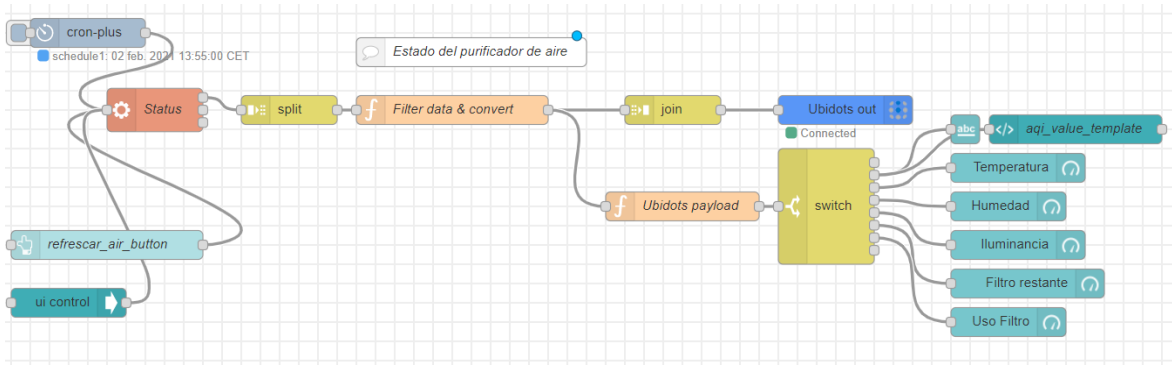 cron-plus
schedule1: 02 feb. 2021 13:55:00 CET
Estado del purificador de aire
Status
split
Filter data & convert
join
Ubidots out
Connected
abc
</> aqi_value_template
Temperatura
Ubidots payload
switch
Humedad
refrescar_air_button
Iluminancia
Filtro restante
ui control
Uso Filtro